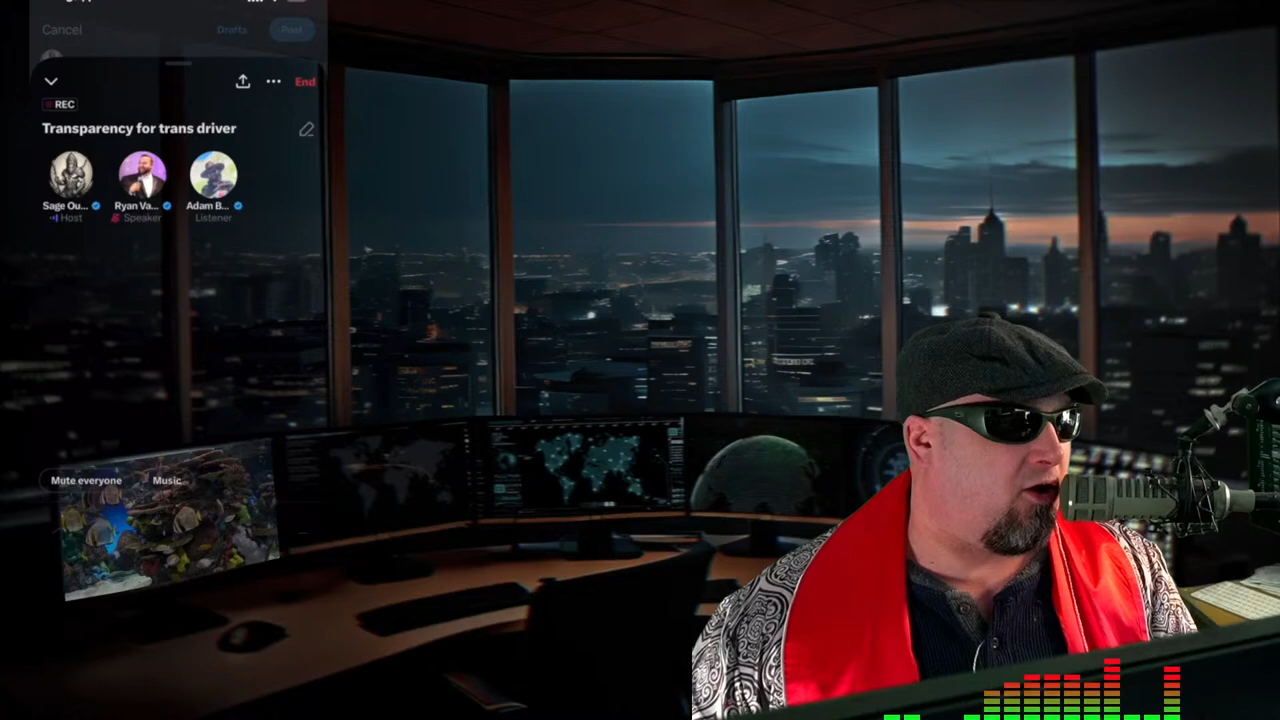 Cancel
Drafts
Post
End
REC
Transparency for trans driver
Sage Ou... Ryan Va... Adam B...
Host Speaker Listener
Mute everyone Music